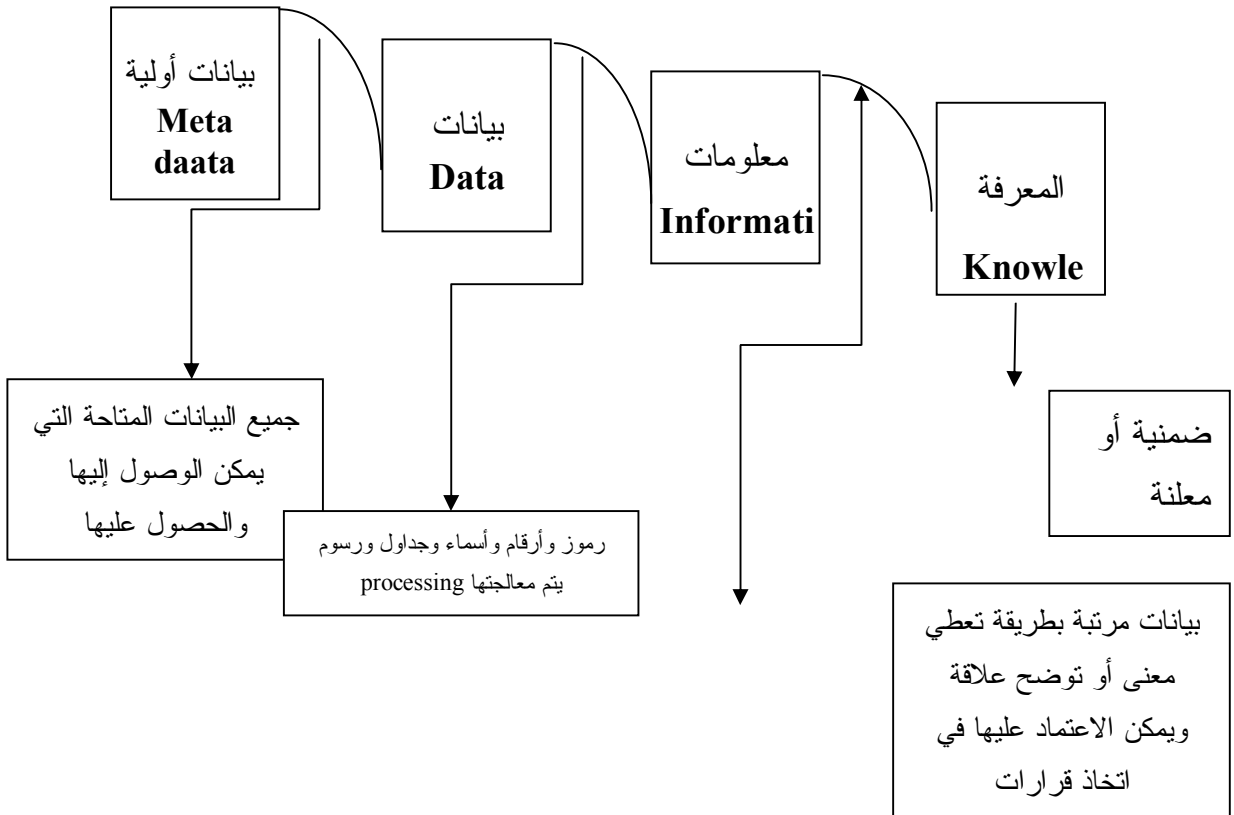 بيانات أولية
Meta
daata
بيانات
Data
معلومات
Informati
المعرفة
Knowle
جميع البيانات المتاحة التي
يمكن الوصول إليها
والحصول عليها
رموز وأرقام وأسماء وجداول ورسوم
يتم معالجتها processing
ضمنية أو
معلنة
بيانات مرتبة بطريقة تعطي
معنى أو توضح علاقة
ويمكن الاعتماد عليها في
اتخاذ قرارات